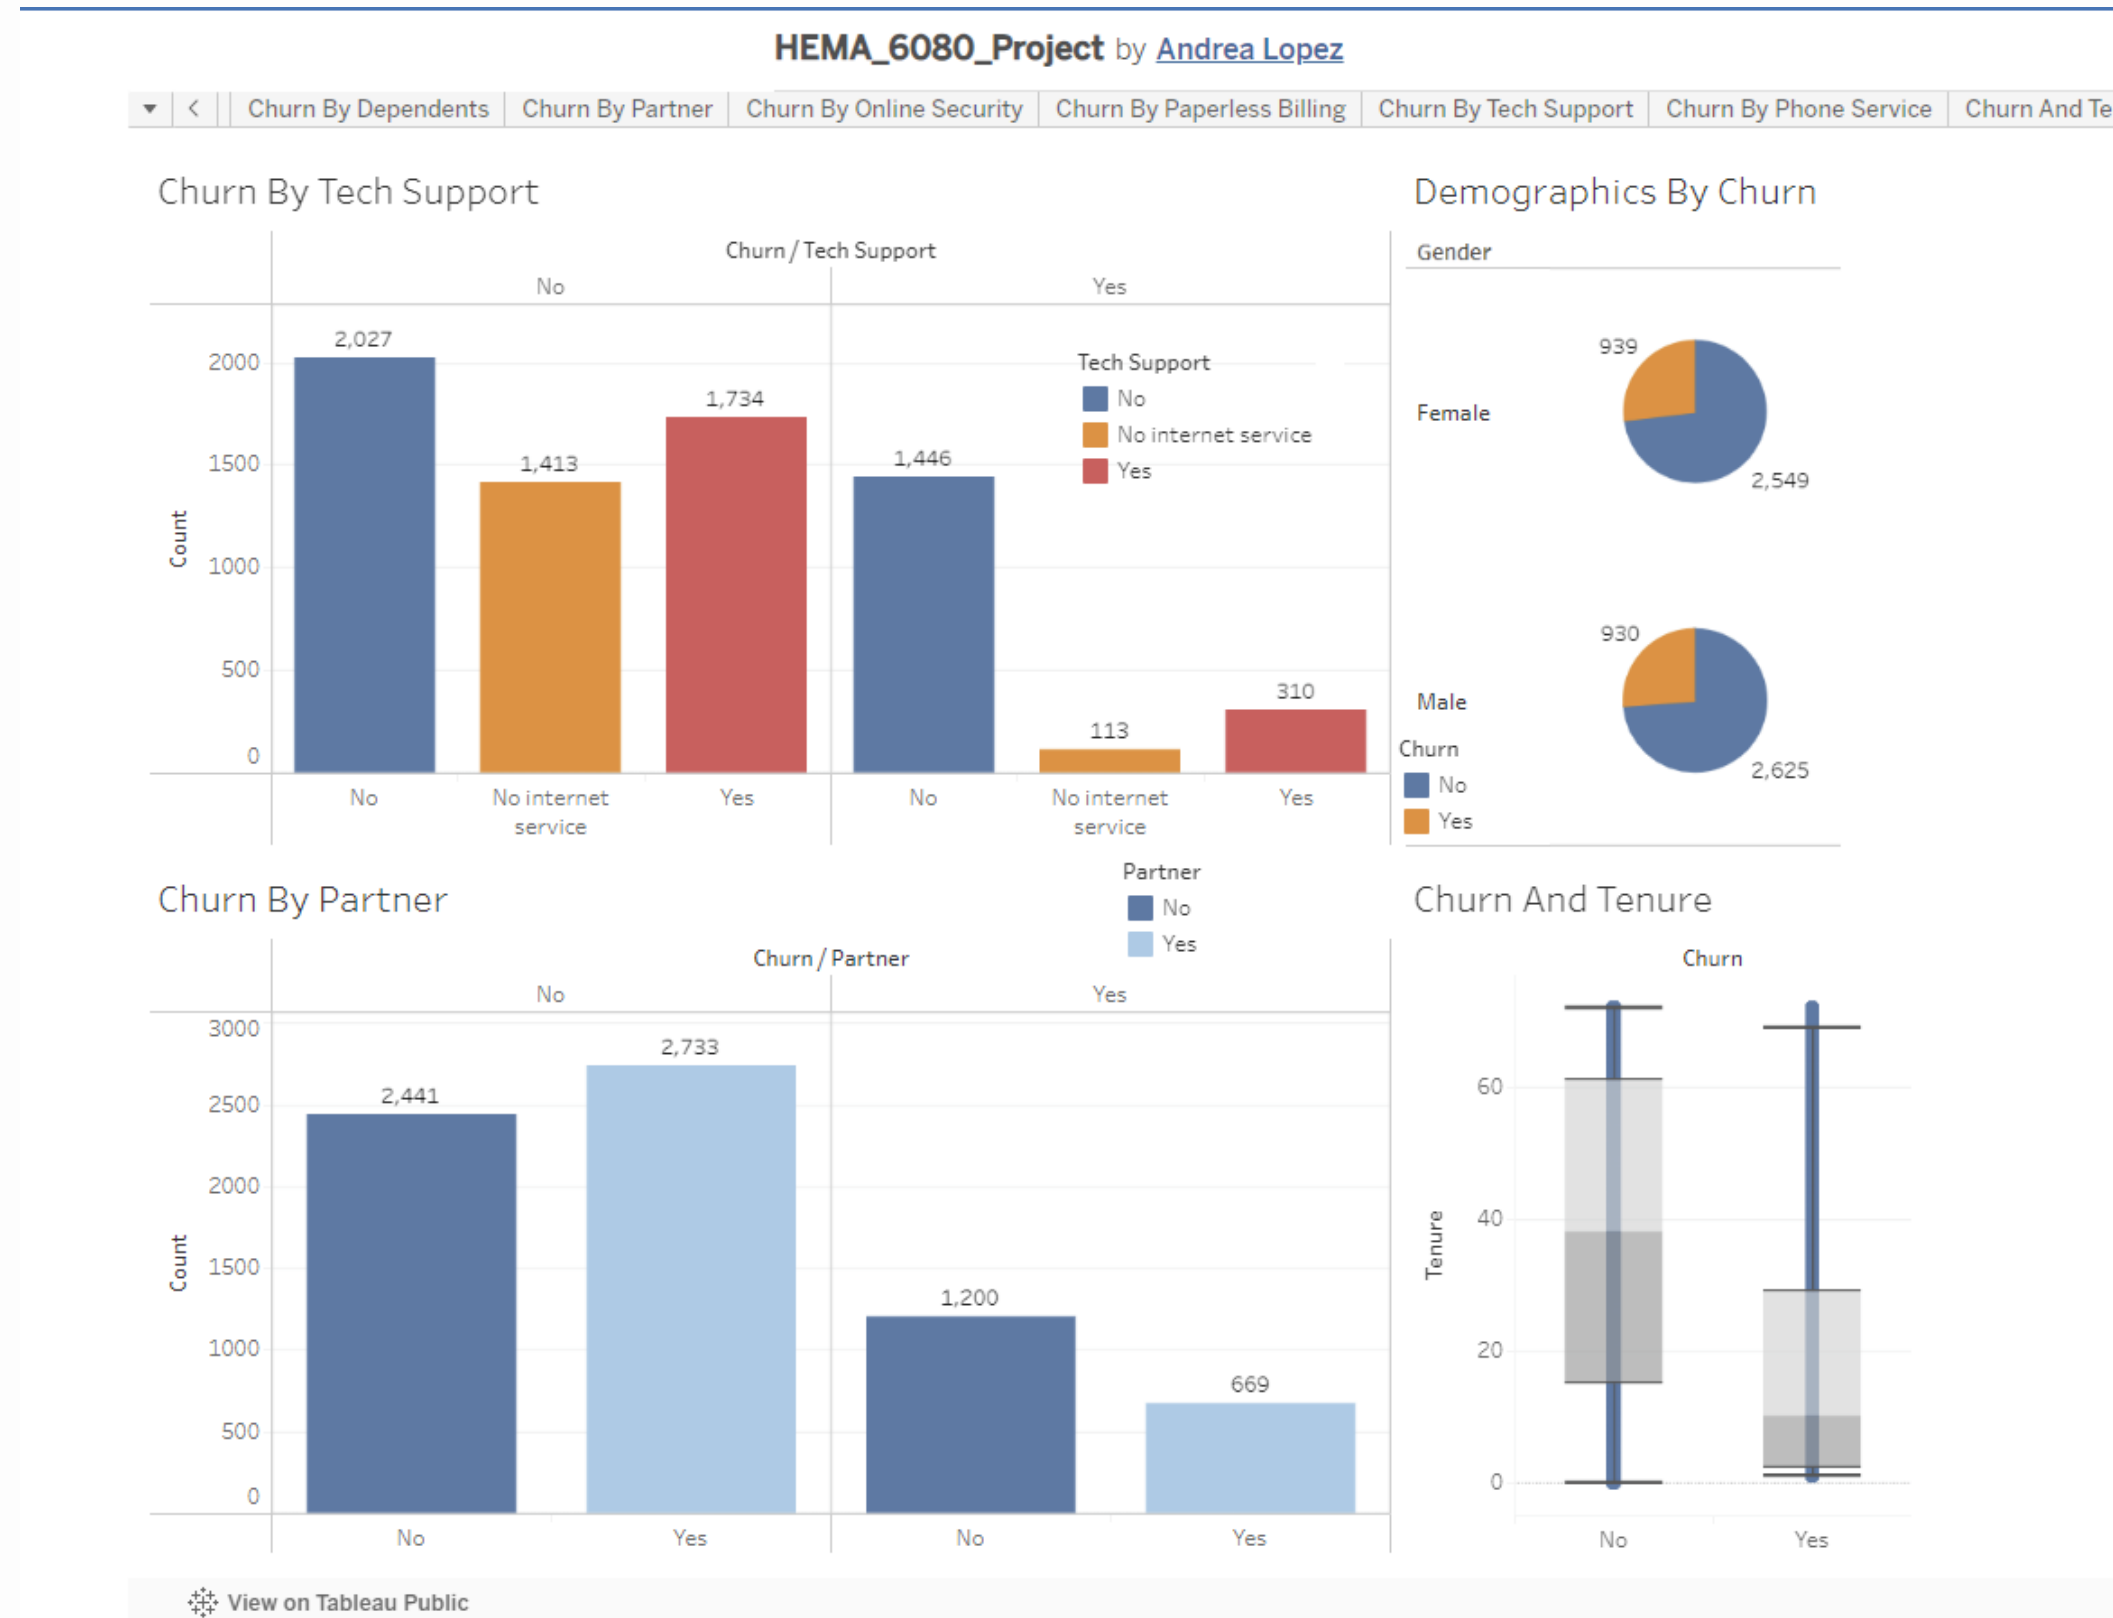 HEMA_6080_Project by Andrea Lopez
Churn By Dependents Churn By Partner Churn By Online Security Churn By Paperless Billing Churn By Tech Support Churn By Phone Service Churn And Te
Churn By Tech Support
Churn / Tech Support
No Yes
Count
2000
1500
1000
500
0
2,027
1,413
1,734
1,446
113
310
Tech Support
No
No internet service
Yes
No No internet service Yes No No internet service Yes
Demographics By Churn
Gender
Female
939
2,549
Male
930
2,625
Churn
No
Yes
Churn By Partner
Partner
No
Yes
Churn / Partner
No Yes
Count
3000
2500
2000
1500
1000
500
0
2,441
2,733
1,200
669
No Yes No Yes
Churn And Tenure
Churn
Tenure
60
40
20
0
No Yes
View on Tableau Public